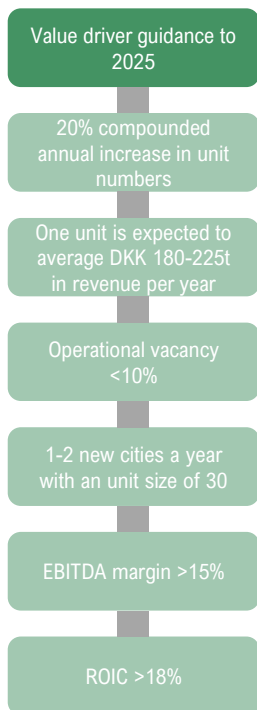 Value driver guidance to
2025
20% compounded
annual increase in unit
numbers
One unit is expected to
average DKK 180-225t
in revenue per year
Operational vacancy
<10%
1-2 new cities a year
with an unit size of 30
EBITDA margin >15%
ROIC >18%